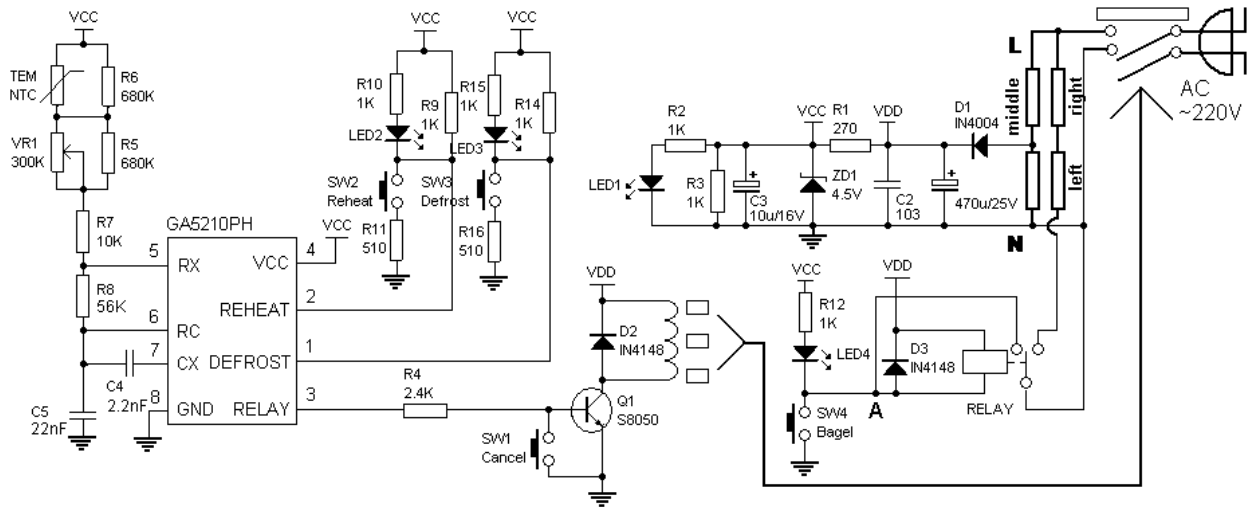 VCC
TEM
NTC
R6
680K
VR1
300K
R5
680K
R7
10K
R8
56K
C4
2.2nF
C5
22nF
GA5210PH
5 RX
6 RC
7 CX
8 GND
VCC 4
REHEAT 2
DEFROST 1
RELAY 3
VCC
VCC
R10
1K
R9
1K
LED2
SW2
Reheat
R11
510
VCC
R15
1K
R14
1K
LED3
SW3
Defrost
R16
510
R4
2.4K
SW1
Cancel
Q1
S8050
VDD
D2
IN4148
R2
1K
LED1
R3
1K
C3
10u/16V
VCC
ZD1
4.5V
R1
270
VDD
C2
103
470u/25V
D1
IN4004
L
N
middle
right
left
AC
~220V
VCC
R12
1K
LED4
SW4
Bagel
A
VDD
D3
IN4148
RELAY